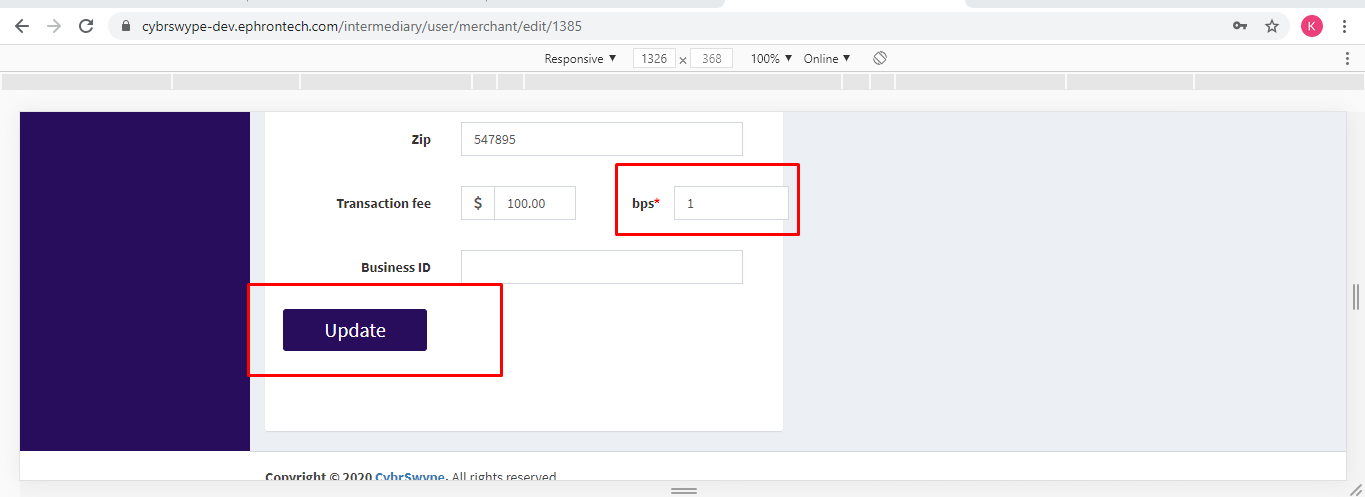 cybrswype-dev.ephrontech.com/intermediary/user/merchant/edit/1385
K
Responsive ▼ 1326 × 368 100% ▼ Online ▼
Zip 547895
Transaction fee $ 100.00 bps* 1
Business ID
Update
Copyright © 2020 CybrSwype. All rights reserved